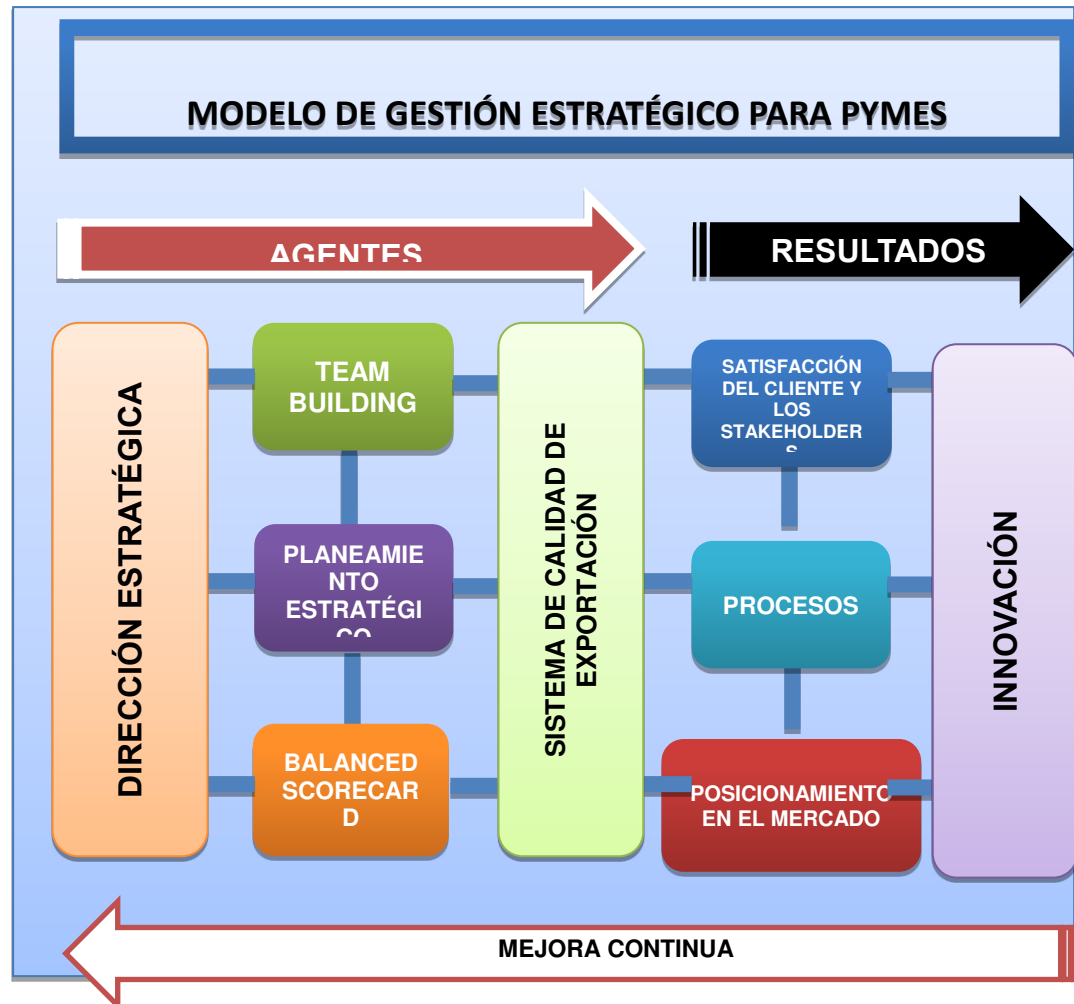 MODELO DE GESTIÓN ESTRATÉGICO PARA PYMES
AGENTES
RESULTADOS
DIRECCIÓN ESTRATÉGICA
TEAM
BUILDING
PLANEAMIE
NTO
ESTRATÉGI
CO
BALANCED
SCORECAR
D
SISTEMA DE CALIDAD DE
EXPORTACIÓN
SATISFACCIÓN
DEL CLIENTE Y
LOS
STAKEHOLDER
S
PROCESOS
POSICIONAMIENTO
EN EL MERCADO
INNOVACIÓN
MEJORA CONTINUA